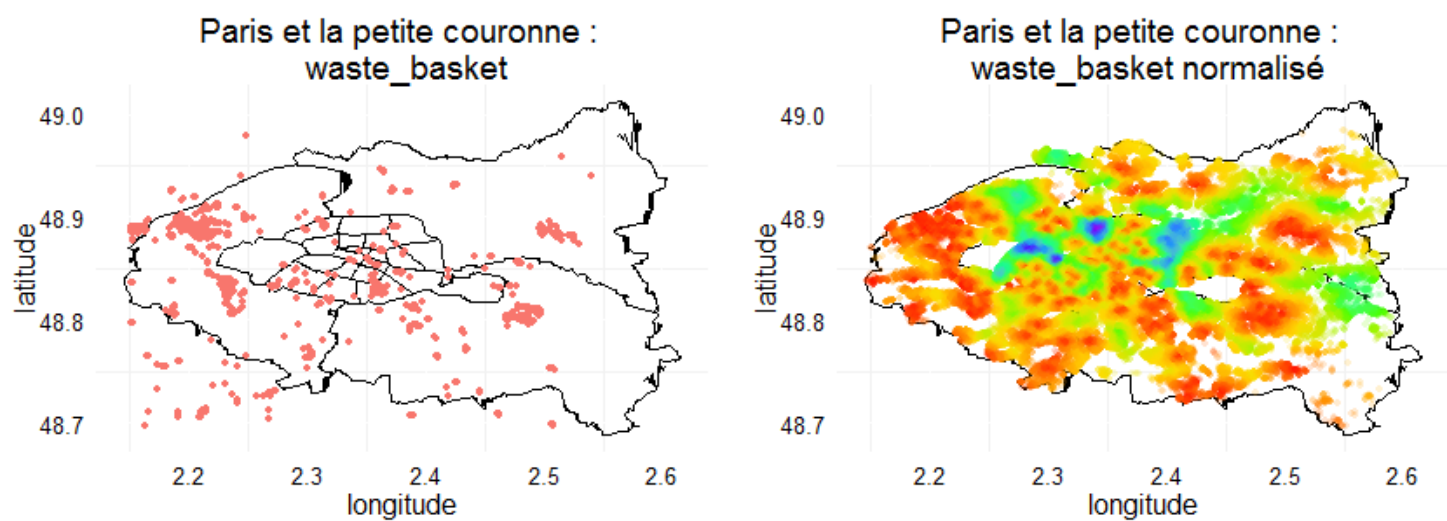 Paris et la petite couronne :
waste_basket
49.0
48.9
48.8
48.7
latitude
2.2 2.3 2.4 2.5 2.6
longitude
Paris et la petite couronne :
waste_basket normalisé
49.0
48.9
48.8
48.7
latitude
2.2 2.3 2.4 2.5 2.6
longitude